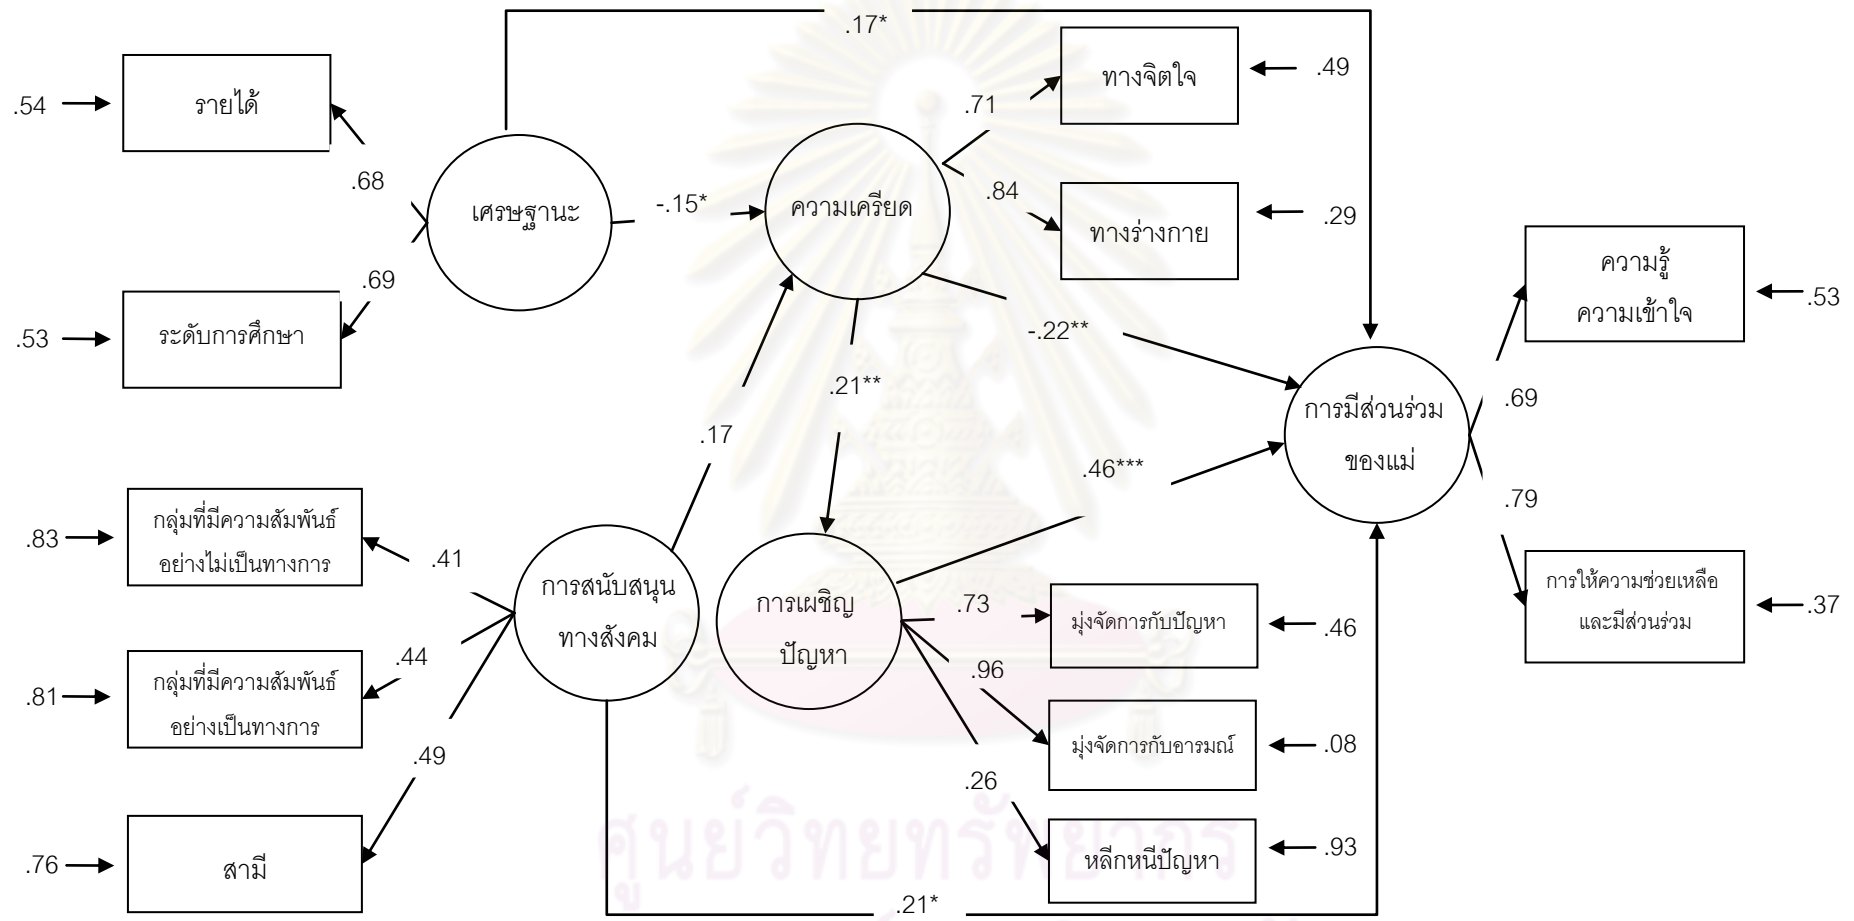 .17*
.54
รายได้
.68
.71
ทางจิตใจ
.49
เศรษฐานะ
-.15*
ความเครียด
.84
ทางร่างกาย
.29
.53
ระดับการศึกษา
.69
-.22**
ความรู้
ความเข้าใจ
.53
.21**
.17
.46***
การมีส่วนร่วม
ของแม่
.69
.79
.83
กลุ่มที่มีความสัมพันธ์
อย่างไม่เป็นทางการ
.41
การสนับสนุน
ทางสังคม
การเผชิญ
ปัญหา
.73
มุ่งจัดการกับปัญหา
.46
การให้ความช่วยเหลือ
และมีส่วนร่วม
.37
.81
กลุ่มที่มีความสัมพันธ์
อย่างเป็นทางการ
.44
.96
มุ่งจัดการกับอารมณ์
.08
.49
.26
.76
สามี
หลีกหนีปัญหา
.93
ศูนย์วิทยทรัพยากร
.21*